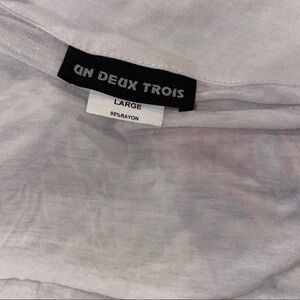 UN DEUX TROIS
LARGE
95%RAYON